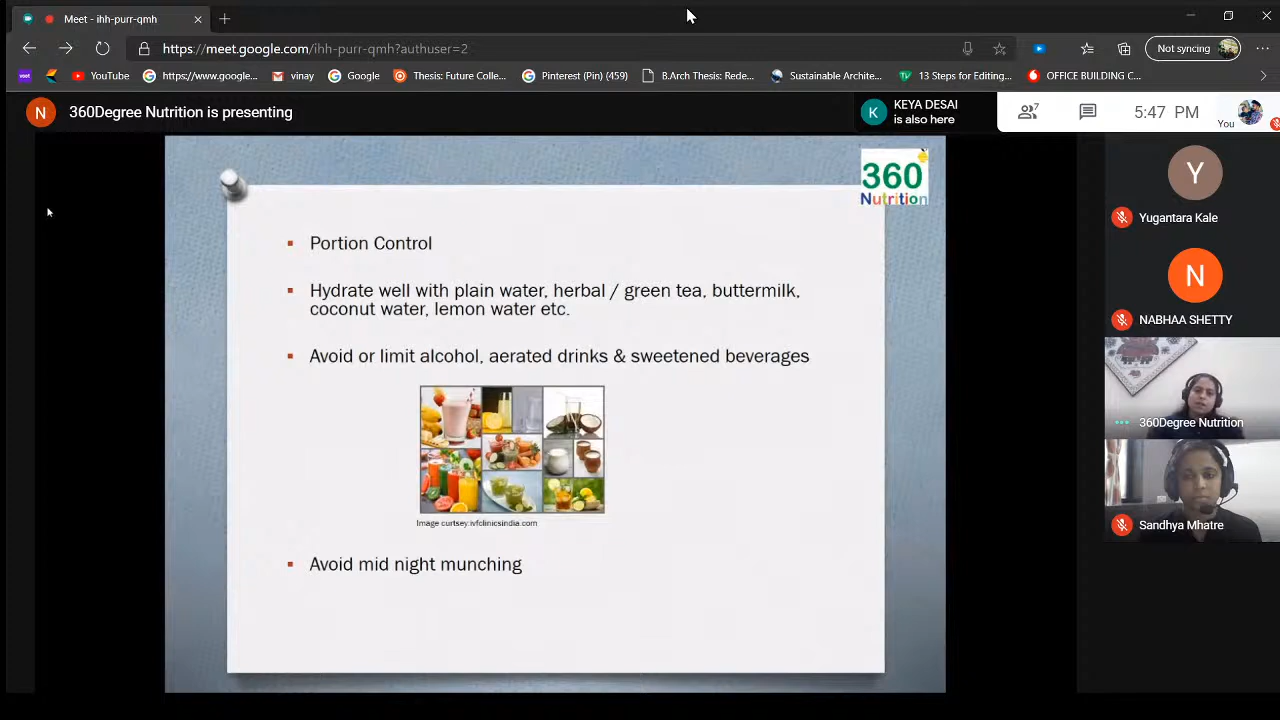 Meet - ihh-purr-qmh
https://meet.google.com/ihh-purr-qmh?authuser=2
Not syncing
YouTube
https://www.google...
vinay
Google
Thesis: Future Colle...
Pinterest (Pin) (459)
B.Arch Thesis: Rede...
Sustainable Archite...
13 Steps for Editing...
OFFICE BUILDING C...
N
360Degree Nutrition is presenting
K
KEYA DESAI
is also here
7
5:47 PM
You
360
Nutrition
Portion Control
Hydrate well with plain water, herbal / green tea, buttermilk,
coconut water, lemon water etc.
Avoid or limit alcohol, aerated drinks & sweetened beverages
Image curtsey:ivfclinicsindia.com
Avoid mid night munching
Y
Yugantara Kale
N
NABHAA SHETTY
360Degree Nutrition
Sandhya Mhatre